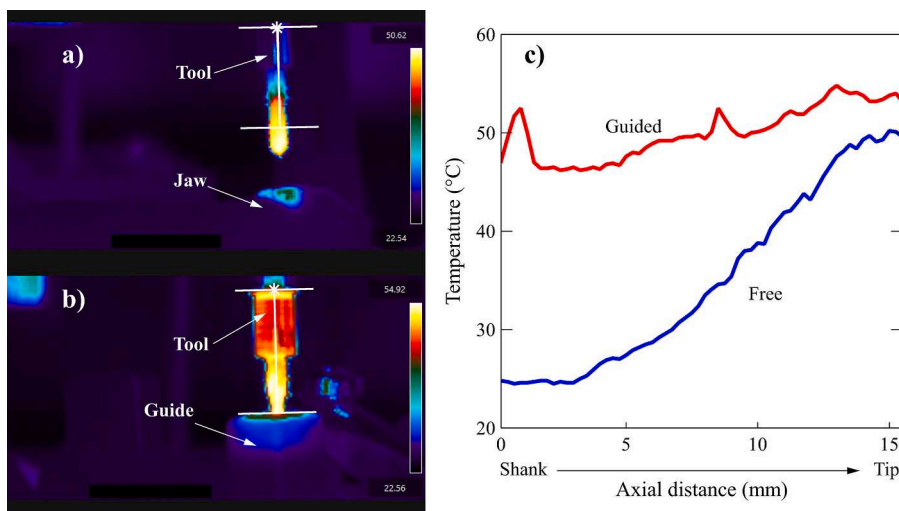 a)
50.62
Tool
Jaw
22.54
b)
54.92
Tool
Guide
22.56
c)
60
50
40
30
20
Temperature (°C)
Guided
Free
0 5 10 15
Shank Tip
Axial distance (mm)